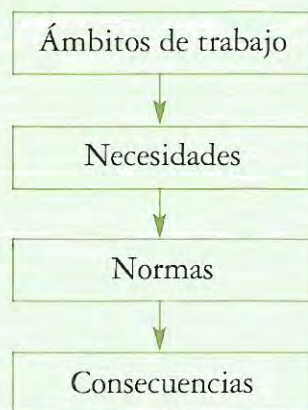 Ámbitos de trabajo
Necesidades
Normas
Consecuencias